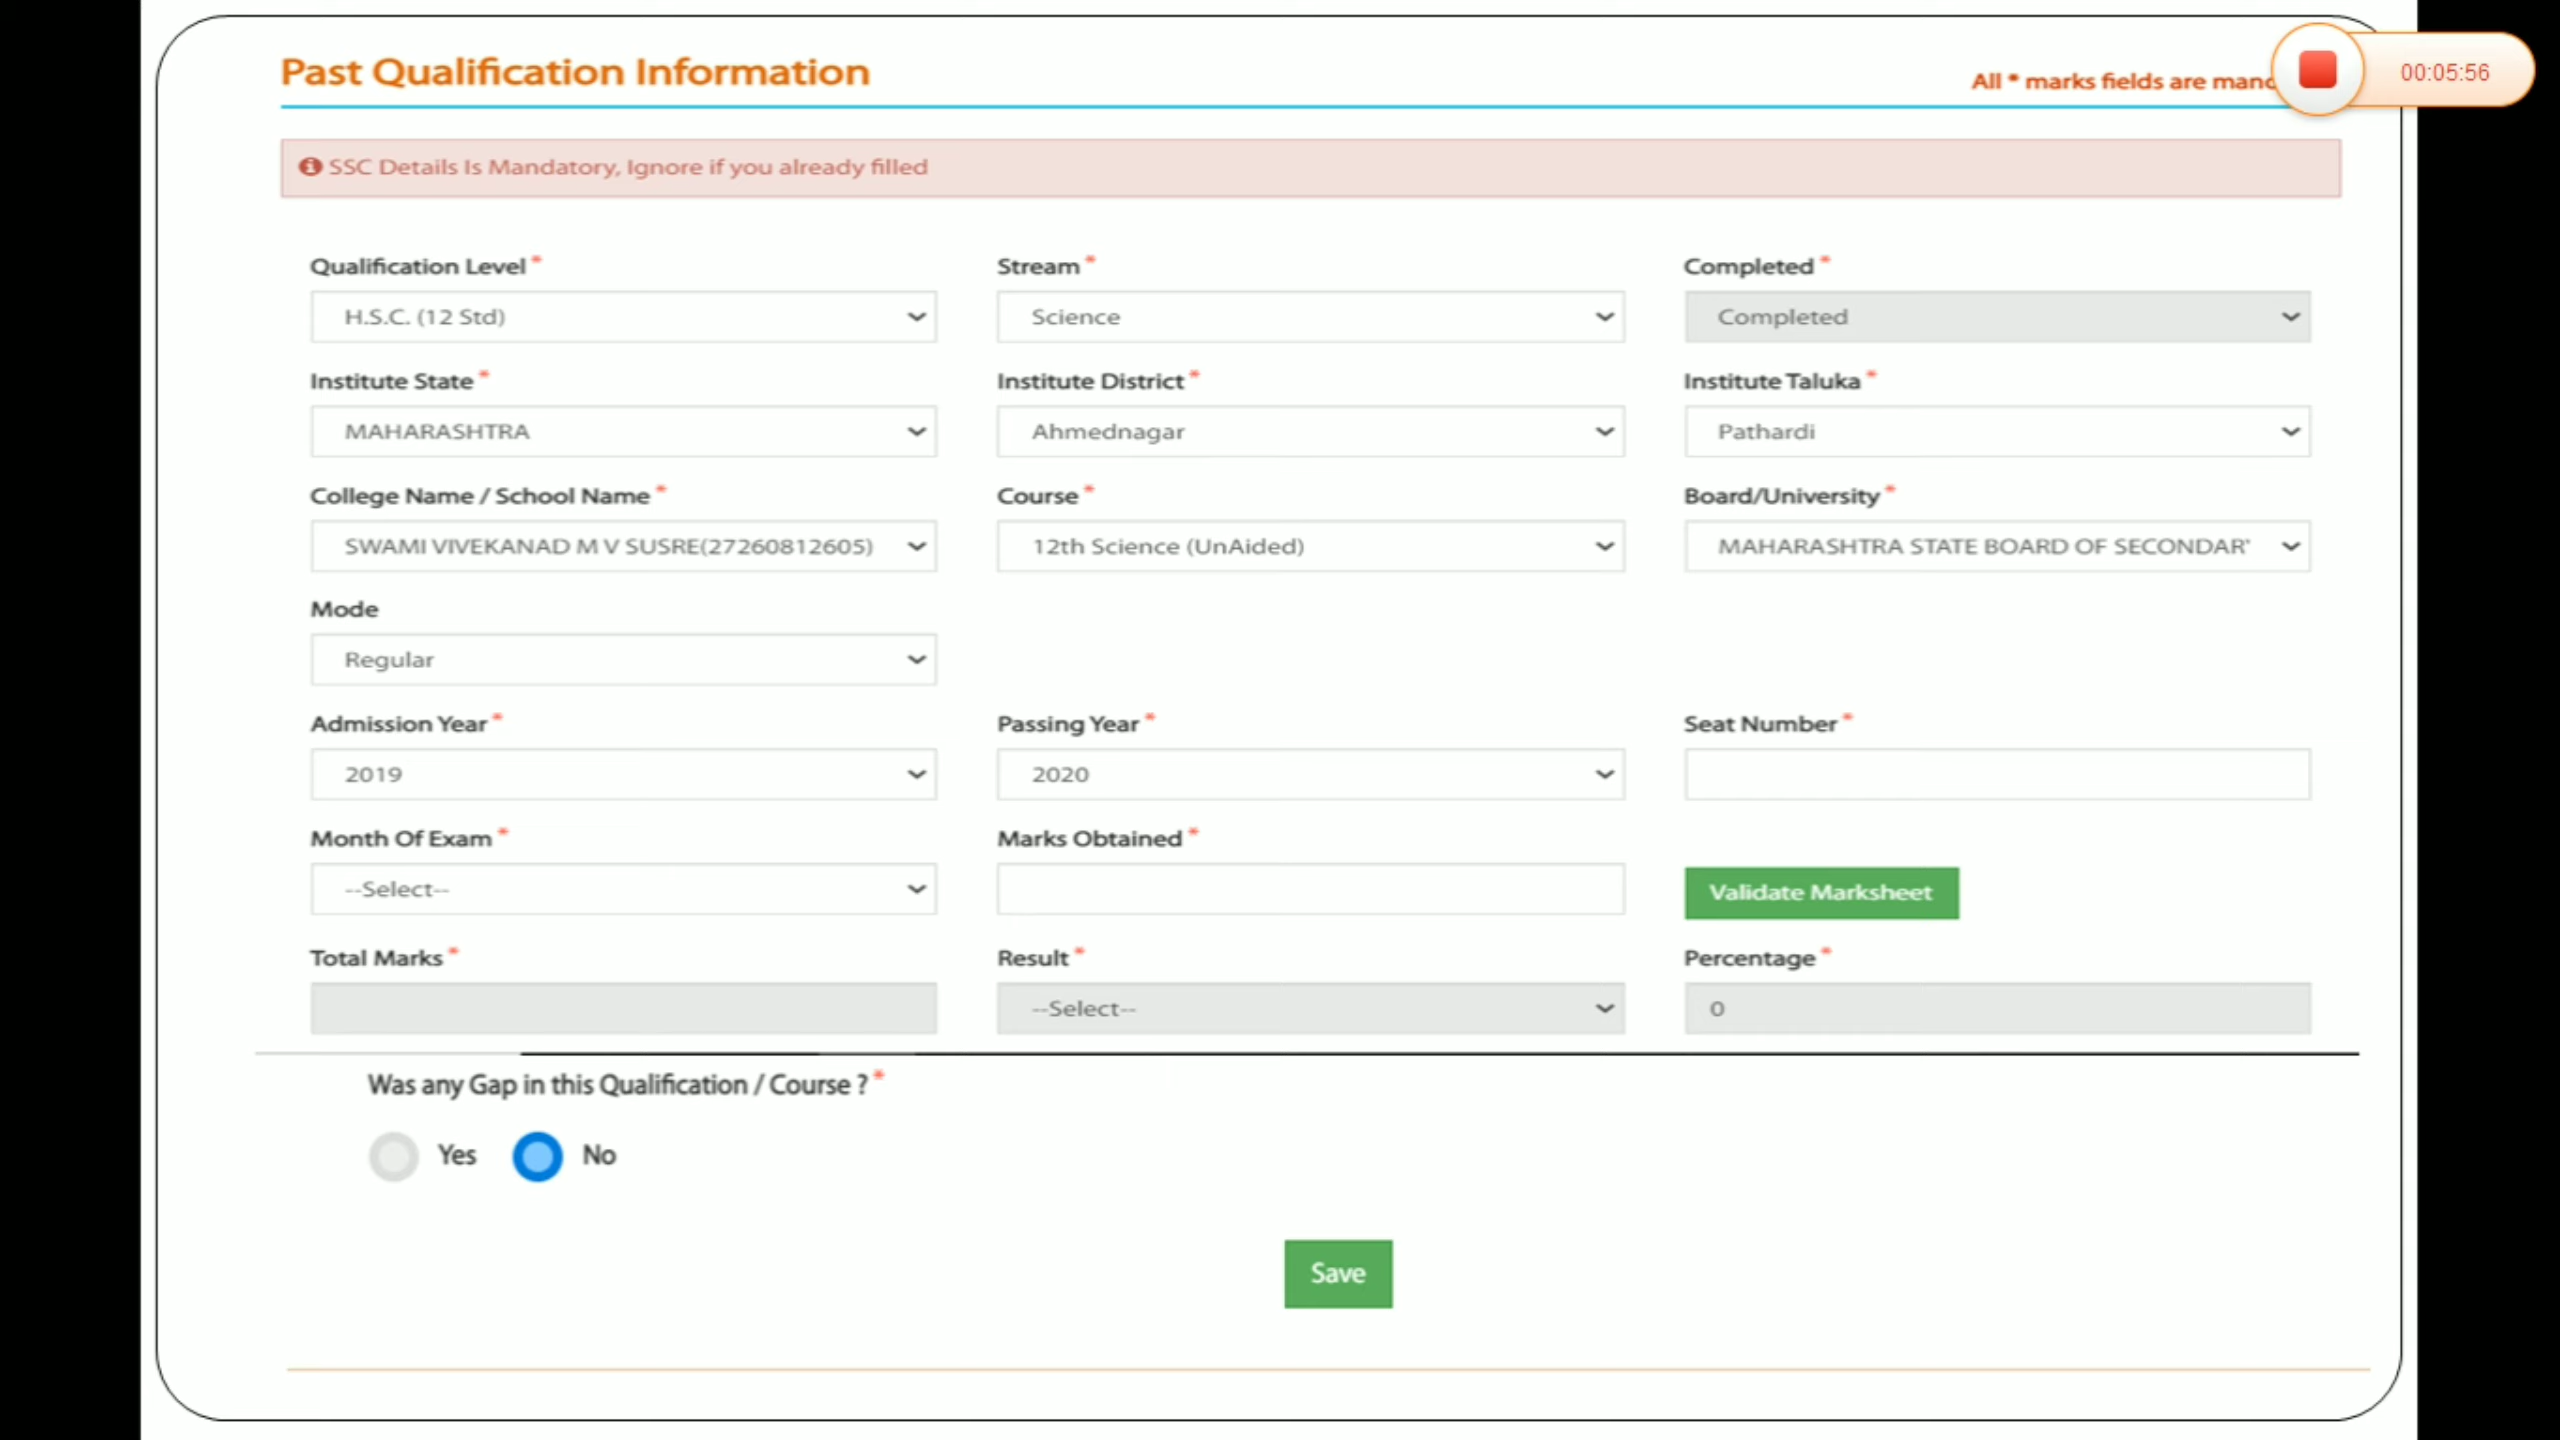 Past Qualification Information
All * marks fields are
00:05:56
SSC Details Is Mandatory, Ignore if you already filled
Qualification Level *
Stream *
Completed *
H.S.C. (12 Std)
Science
Completed
Institute State *
Institute District *
Institute Taluka *
MAHARASHTRA
Ahmednagar
Pathardi
College Name / School Name *
Course *
Board/University *
SWAMI VIVEKANAD M V SUSRE(27260812605)
12th Science (UnAided)
MAHARASHTRA STATE BOARD OF
Mode
Regular
Admission Year *
Passing Year *
Seat Number *
2019
2020
Month Of Exam *
Marks Obtained *
--Select--
Validate Marksheet
Total Marks *
Result *
Percentage *
--Select--
0
Was any Gap in this Qualification / Course ? *
Yes
No
Save